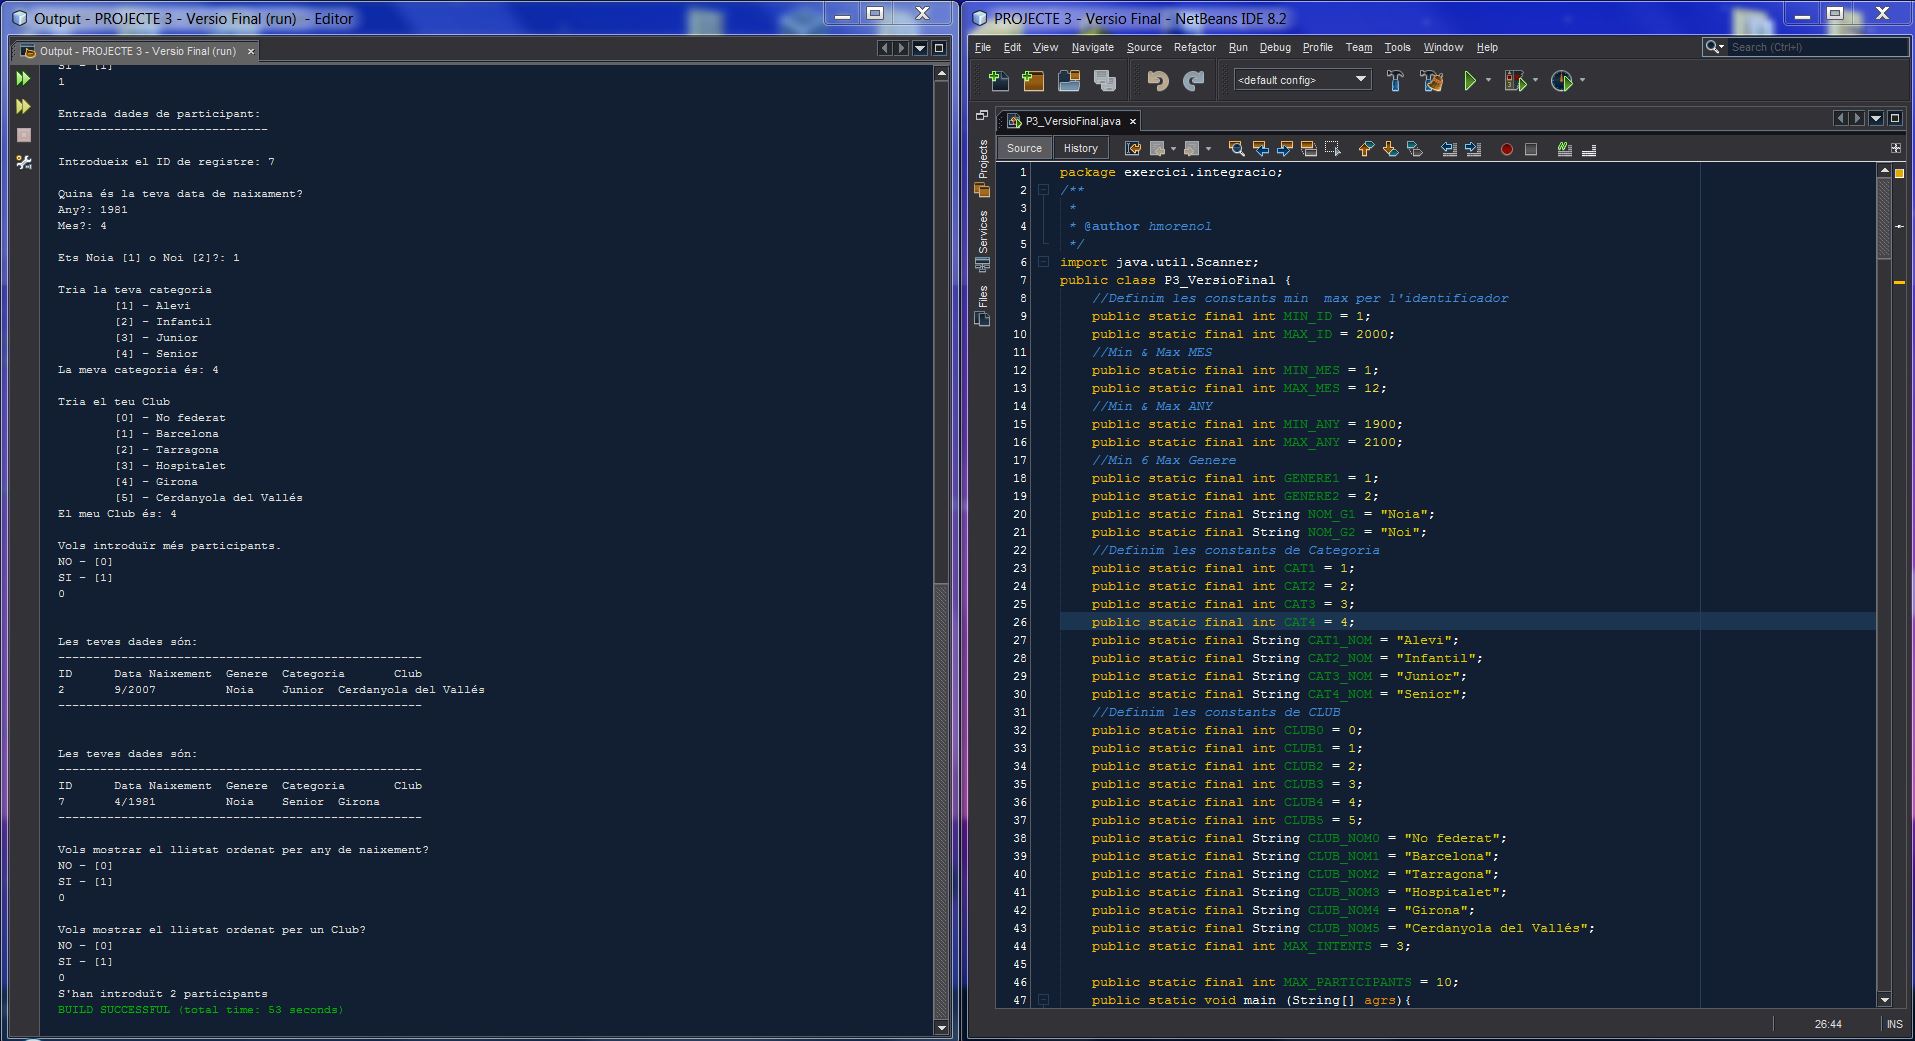 Output - PROJECTE 3 - Versio Final (run) - Editor
Output - PROJECTE 3 - Versio Final (run) ×
SI - [1]
1
Entrada dades de participant:
------------------------------
Introdueix el ID de registre: 7
Quina és la teva data de naixament?
Any?: 1981
Mes?: 4
Ets Noia [1] o Noi [2]?: 1
Tria la teva categoria
[1] - Alevi
[2] - Infantil
[3] - Junior
[4] - Senior
La meva categoria és: 4
Tria el teu Club
[0] - No federat
[1] - Barcelona
[2] - Tarragona
[3] - Hospitalet
[4] - Girona
[5] - Cerdanyola del Vallés
El meu Club és: 4
Vols introduïr més participants.
NO - [0]
SI - [1]
0
Les teves dades són:
----------------------------------------------------
ID Data Naixement Genere Categoria Club
2 9/2007 Noia Junior Cerdanyola del Vallés
----------------------------------------------------
Les teves dades són:
----------------------------------------------------
ID Data Naixement Genere Categoria Club
7 4/1981 Noia Senior Girona
----------------------------------------------------
Vols mostrar el llistat ordenat per any de naixement?
NO - [0]
SI - [1]
0
Vols mostrar el llistat ordenat per un Club?
NO - [0]
SI - [1]
0
S'han introduït 2 participants
BUILD SUCCESSFUL (total time: 53 seconds)
PROJECTE 3 - Versio Final - NetBeans IDE 8.2
File Edit View Navigate Source Refactor Run Debug Profile Team Tools Window Help
Search (Ctrl+I)
<default config>
P3_VersioFinal.java ×
Source History
Projects
Services
Files
1 package exercici.integracio;
2 /**
3 *
4 * @author hmorenol
5 */
6 import java.util.Scanner;
7 public class P3_VersioFinal {
8 //Definim les constants min  max per l'identificador
9 public static final int MIN_ID = 1;
10 public static final int MAX_ID = 2000;
11 //Min & Max MES
12 public static final int MIN_MES = 1;
13 public static final int MAX_MES = 12;
14 //Min & Max ANY
15 public static final int MIN_ANY = 1900;
16 public static final int MAX_ANY = 2100;
17 //Min 6 Max Genere
18 public static final int GENERE1 = 1;
19 public static final int GENERE2 = 2;
20 public static final String NOM_G1 = "Noia";
21 public static final String NOM_G2 = "Noi";
22 //Definim les constants de Categoria
23 public static final int CAT1 = 1;
24 public static final int CAT2 = 2;
25 public static final int CAT3 = 3;
26 public static final int CAT4 = 4;
27 public static final String CAT1_NOM = "Alevi";
28 public static final String CAT2_NOM = "Infantil";
29 public static final String CAT3_NOM = "Junior";
30 public static final String CAT4_NOM = "Senior";
31 //Definim les constants de CLUB
32 public static final int CLUB0 = 0;
33 public static final int CLUB1 = 1;
34 public static final int CLUB2 = 2;
35 public static final int CLUB3 = 3;
36 public static final int CLUB4 = 4;
37 public static final int CLUB5 = 5;
38 public static final String CLUB_NOM0 = "No federat";
39 public static final String CLUB_NOM1 = "Barcelona";
40 public static final String CLUB_NOM2 = "Tarragona";
41 public static final String CLUB_NOM3 = "Hospitalet";
42 public static final String CLUB_NOM4 = "Girona";
43 public static final String CLUB_NOM5 = "Cerdanyola del Vallés";
44 public static final int MAX_INTENTS = 3;
45
46 public static final int MAX_PARTICIPANTS = 10;
47 public static void main (String[] agrs){
26:44 INS